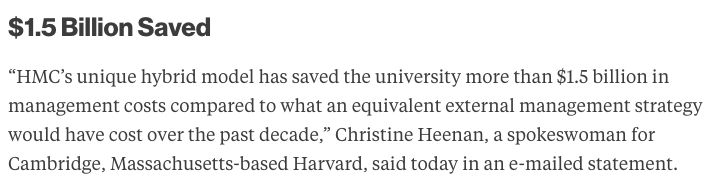 $1.5 Billion Saved
“HMC’s unique hybrid model has saved the university more than $1.5 billion in
management costs compared to what an equivalent external management strategy
would have cost over the past decade,” Christine Heenan, a spokeswoman for
Cambridge, Massachusetts-based Harvard, said today in an e-mailed statement.